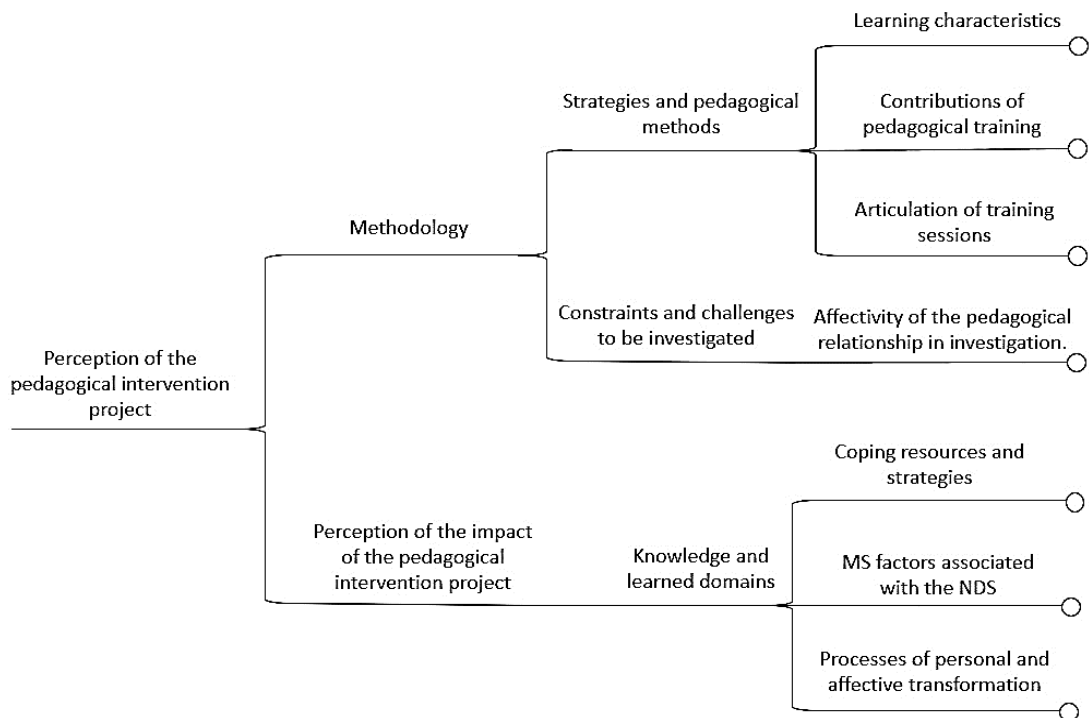 Learning characteristics
Strategies and pedagogical
methods
Contributions of
pedagogical training
Articulation of training
sessions
Methodology
Constraints and challenges
to be investigated
Affectivity of the pedagogical
relationship in investigation.
Perception of the
pedagogical intervention
project
Perception of the impact
of the pedagogical
intervention project
Knowledge and
learned domains
Coping resources and
strategies
MS factors associated
with the NDS
Processes of personal and
affective transformation